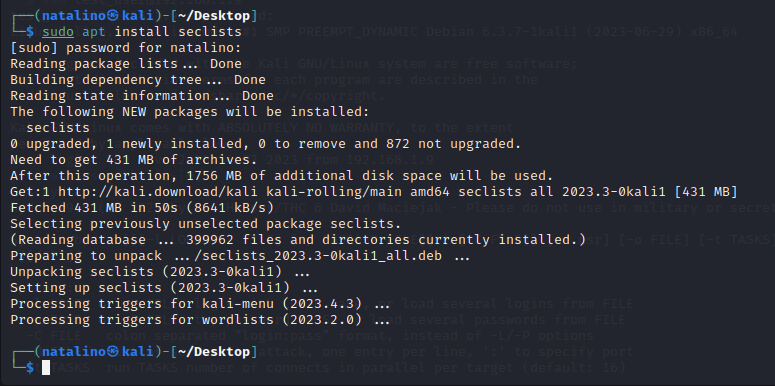 ┌──(natalino㉿kali)-[~/Desktop]
└─$ sudo apt install seclists
[sudo] password for natalino:
Reading package lists... Done
Building dependency tree... Done
Reading state information... Done
The following NEW packages will be installed:
  seclists
0 upgraded, 1 newly installed, 0 to remove and 872 not upgraded.
Need to get 431 MB of archives.
After this operation, 1756 MB of additional disk space will be used.
Get:1 http://kali.download/kali kali-rolling/main amd64 seclists all 2023.3-0kali1 [431 MB]
Fetched 431 MB in 50s (8641 kB/s)
Selecting previously unselected package seclists.
(Reading database ... 399962 files and directories currently installed.)
Preparing to unpack .../seclists_2023.3-0kali1_all.deb ...
Unpacking seclists (2023.3-0kali1) ...
Setting up seclists (2023.3-0kali1) ...
Processing triggers for kali-menu (2023.4.3) ...
Processing triggers for wordlists (2023.2.0) ...
┌──(natalino㉿kali)-[~/Desktop]
└─$